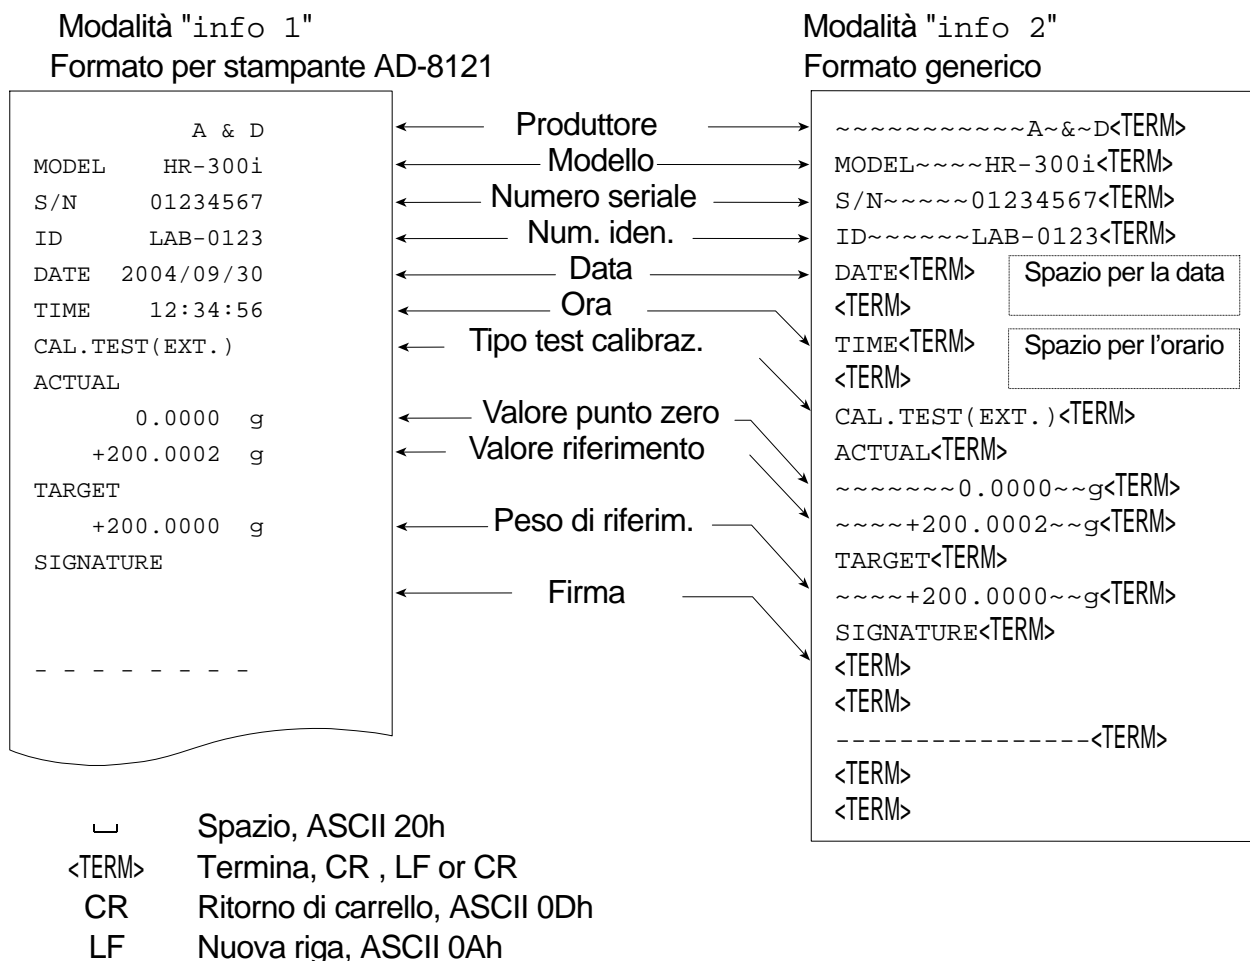 Modalità "info 1"
Formato per stampante AD-8121
A & D
MODEL HR-300i
S/N 01234567
ID LAB-0123
DATE 2004/09/30
TIME 12:34:56
CAL.TEST(EXT.)
ACTUAL
0.0000 g
+200.0002 g
TARGET
+200.0000 g
SIGNATURE
- - - - - - - -
Produttore
Modello
Numero seriale
Num. iden.
Data
Ora
Tipo test calibraz.
Valore punto zero
Valore riferimento
Peso di riferim.
Firma
Modalità "info 2"
Formato generico
~~~~~~~~~~~~A~&~D<TERM>
MODEL~~~~HR-300i<TERM>
S/N~~~~~01234567<TERM>
ID~~~~~~LAB-0123<TERM>
DATE<TERM>
Spazio per la data
<TERM>
TIME<TERM>
Spazio per l'orario
<TERM>
CAL.TEST(EXT.)<TERM>
ACTUAL<TERM>
~~~~~~~0.0000~~g<TERM>
~~~~+200.0002~~g<TERM>
TARGET<TERM>
~~~~+200.0000~~g<TERM>
SIGNATURE<TERM>
<TERM>
<TERM>
----------------<TERM>
<TERM>
<TERM>
⎵ Spazio, ASCII 20h
<TERM> Termina, CR , LF or CR
CR Ritorno di carrello, ASCII 0Dh
LF Nuova riga, ASCII 0Ah